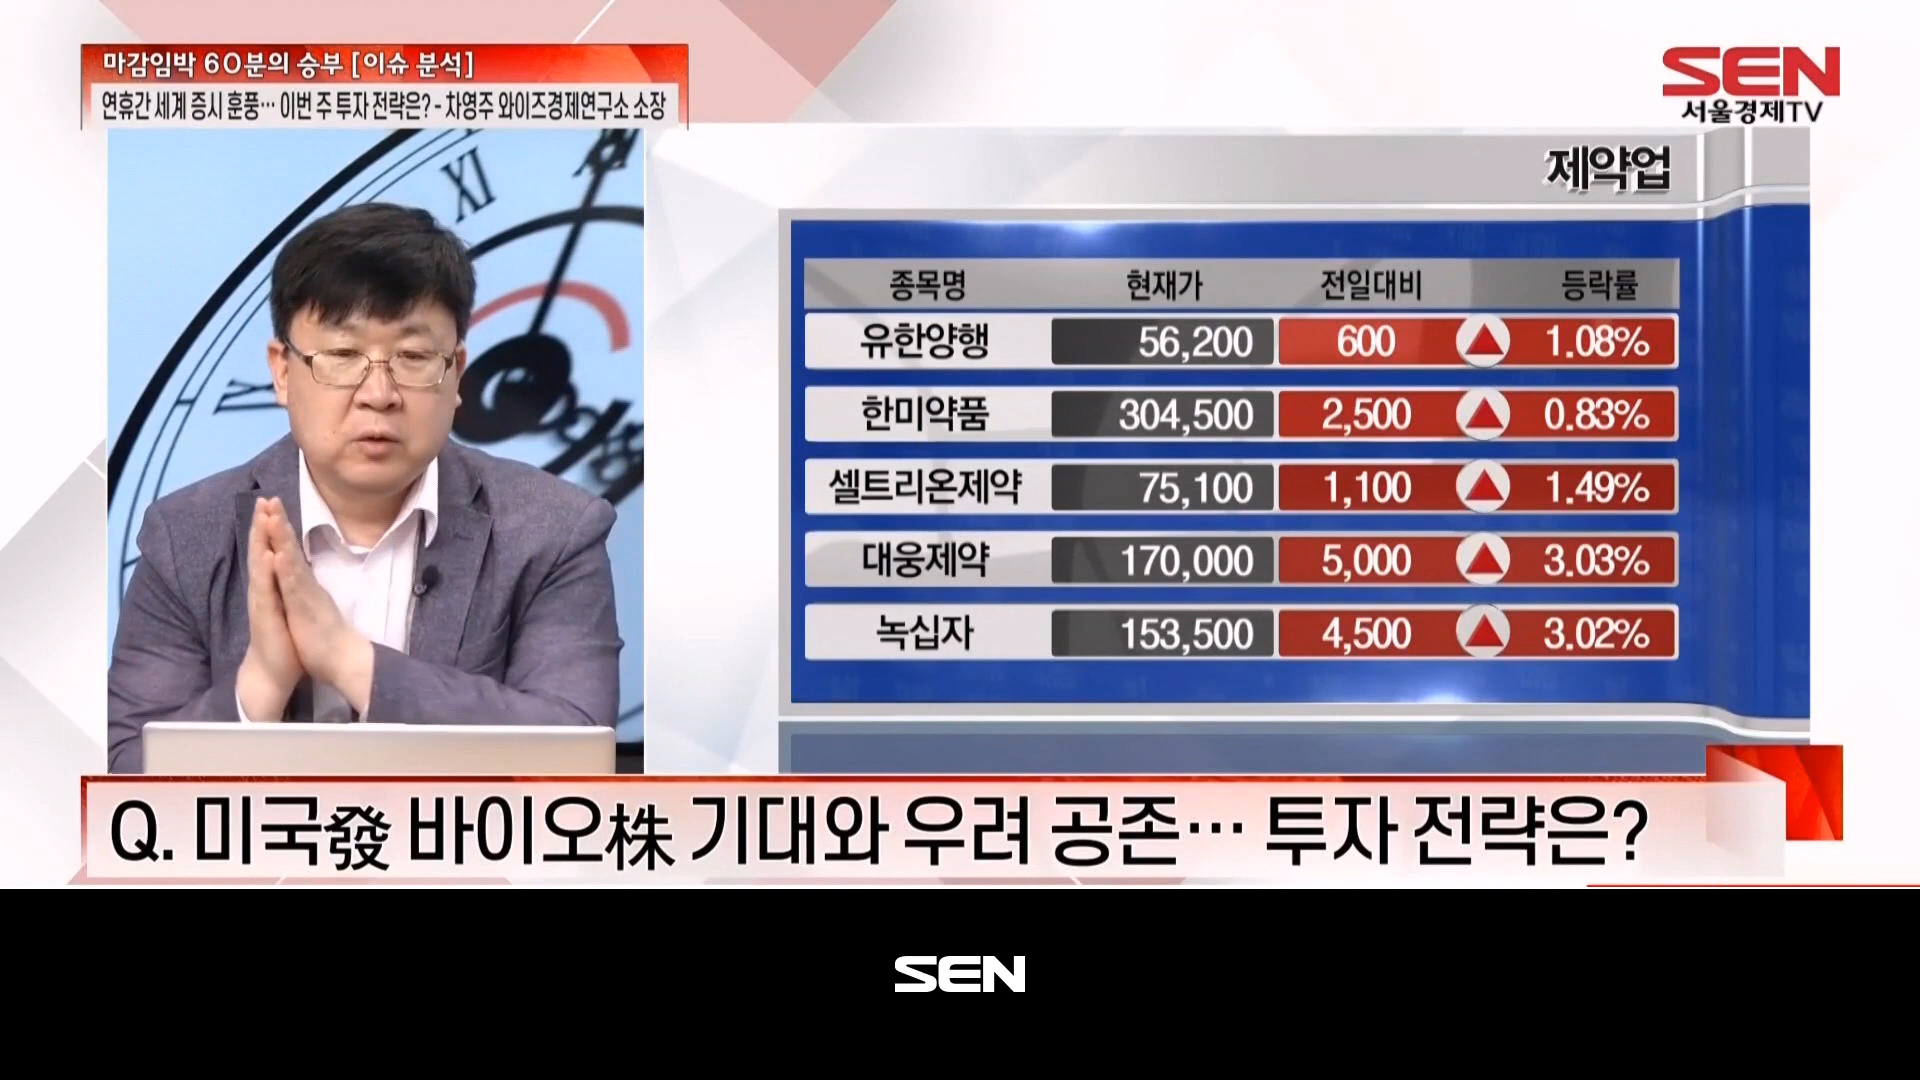 마감임박 60분의 승부 [이슈 분석]
연휴간 세계 증시 훈풍… 이번 주 투자 전략은? - 차영주 와이즈경제연구소 소장
SEN
서울경제TV
XI
제약업
종목명 현재가 전일대비 등락률
유한양행 56,200 600 ▲ 1.08%
한미약품 304,500 2,500 ▲ 0.83%
셀트리온제약 75,100 1,100 ▲ 1.49%
대웅제약 170,000 5,000 ▲ 3.03%
녹십자 153,500 4,500 ▲ 3.02%
Q. 미국發 바이오株 기대와 우려 공존… 투자 전략은?
SEN